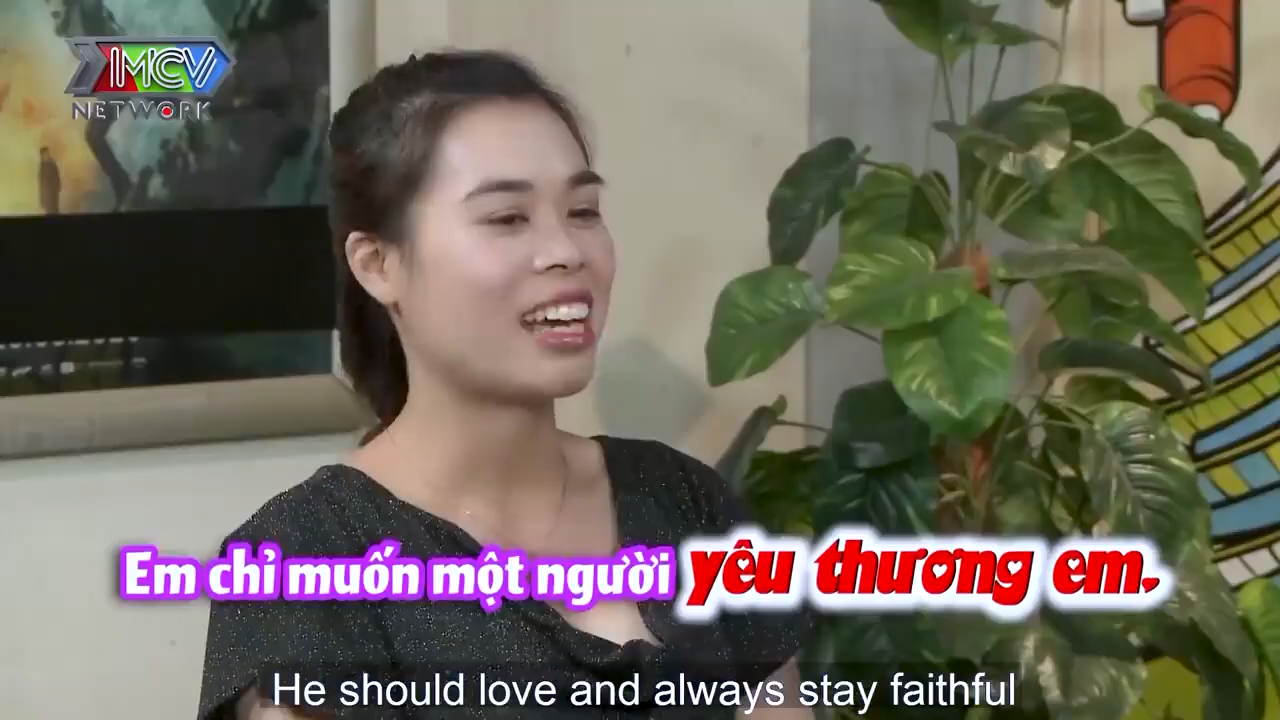 MCV
NETWORK
Em chỉ muốn một người yêu thương em.
He should love and always stay faithful